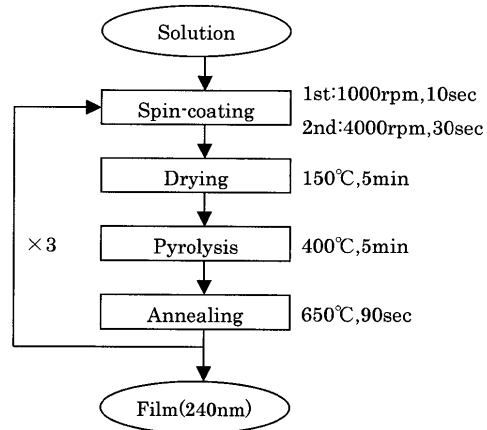 Solution
Spin-coating
1st:1000rpm,10sec
2nd:4000rpm,30sec
Drying
150℃,5min
×3
Pyrolysis
400℃,5min
Annealing
650℃,90sec
Film(240nm)